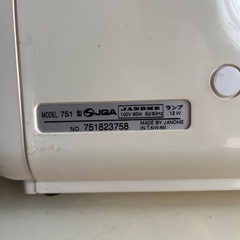 MODEL 751 型 JGA JANOME ランプ
100V 80W 50/60Hz 12W
NO. 751823758 MADE BY JANOME
IN TAIWAN